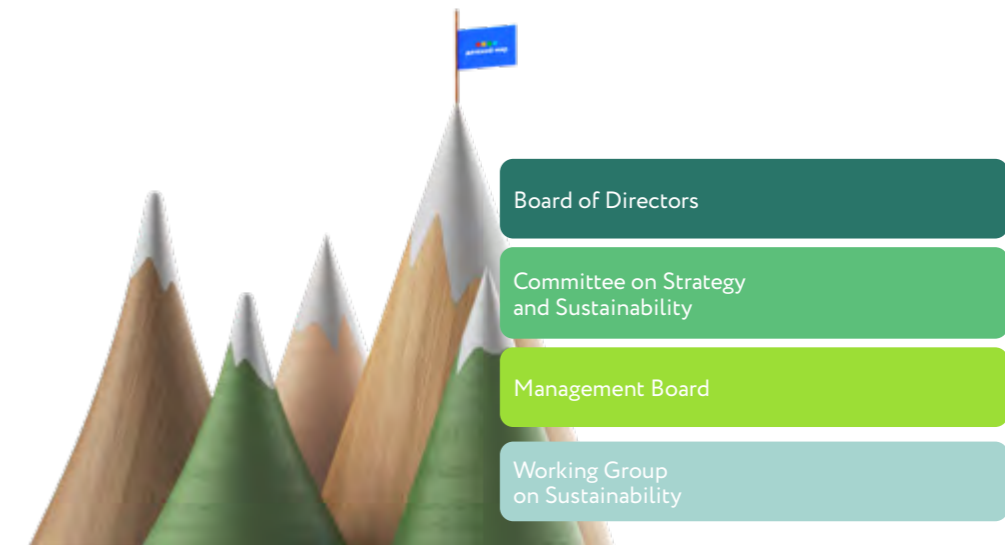 Board of Directors
Committee on Strategy
and Sustainability
Management Board
Working Group
on Sustainability